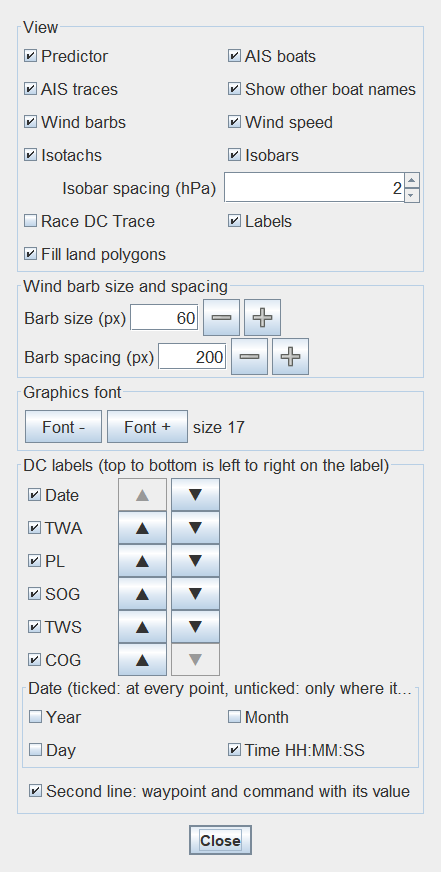 View
Predictor AIS boats
AIS traces Show other boat names
Wind barbs Wind speed
Isotachs Isobars
Isobar spacing (hPa) 2
Race DC Trace Labels
Fill land polygons
Wind barb size and spacing
Barb size (px) 60
Barb spacing (px) 200
Graphics font
Font - Font + size 17
DC labels (top to bottom is left to right on the label)
Date
TWA
PL
SOG
TWS
COG
Date (ticked: at every point, unticked: only where it...
Year Month
Day Time HH:MM:SS
Second line: waypoint and command with its value
Close